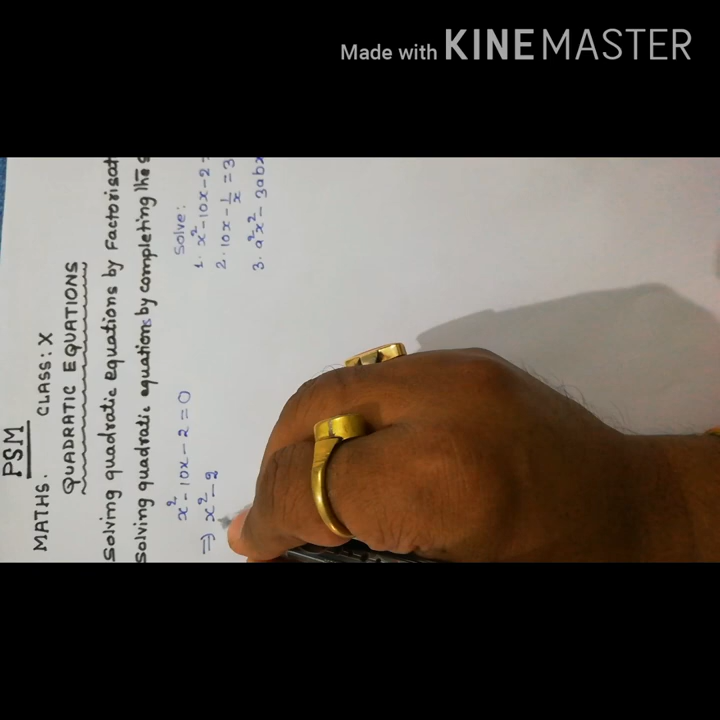 Made with KINEMASTER
PSM
MATHS. CLASS: X
QUADRATIC EQUATIONS
Solving quadratic equations by Factorisat
Solving quadratic equations by completing the s
x² - 10x - 2 = 0
⇒ x² - 2
Solve:
1. x² - 10x - 2 =
2. 10x - 1/x = 3
3. a²x² - 3abx